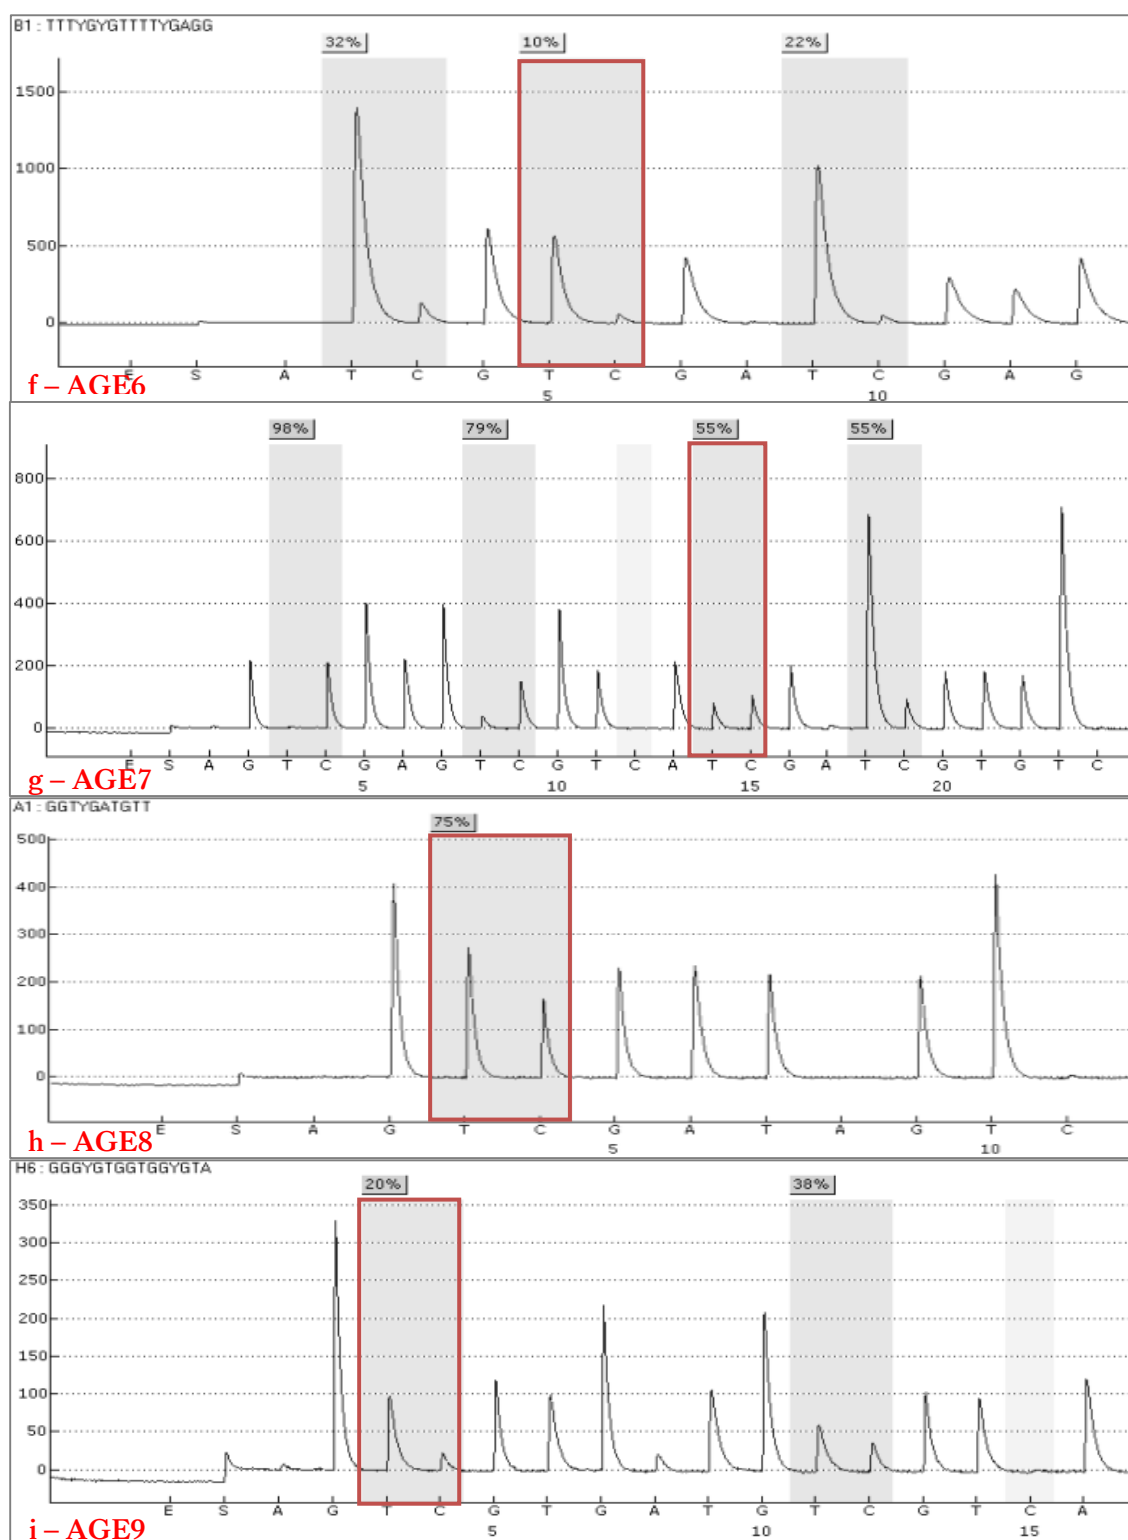 B1 : TTTYGYGTTTTYGAGG
32% 10% 22%
1500
1000
500
0
E S A T C G T C G A T C G A G
5 10
f – AGE6
98% 79% 55% 55%
800
600
400
200
0
E S A G T C G A G T C G T C A T C G A T C G T G T C
5 10 15 20
g – AGE7
A1 : GGTYGATGTT
75%
500
400
300
200
100
0
E S A G T C G A T A G T C
5 10
h – AGE8
H6 : GGGYGTGGTGGYGTA
20% 38%
350
300
250
200
150
100
50
0
E S A G T C G T G A T G T C G T C A
5 10 15
i – AGE9